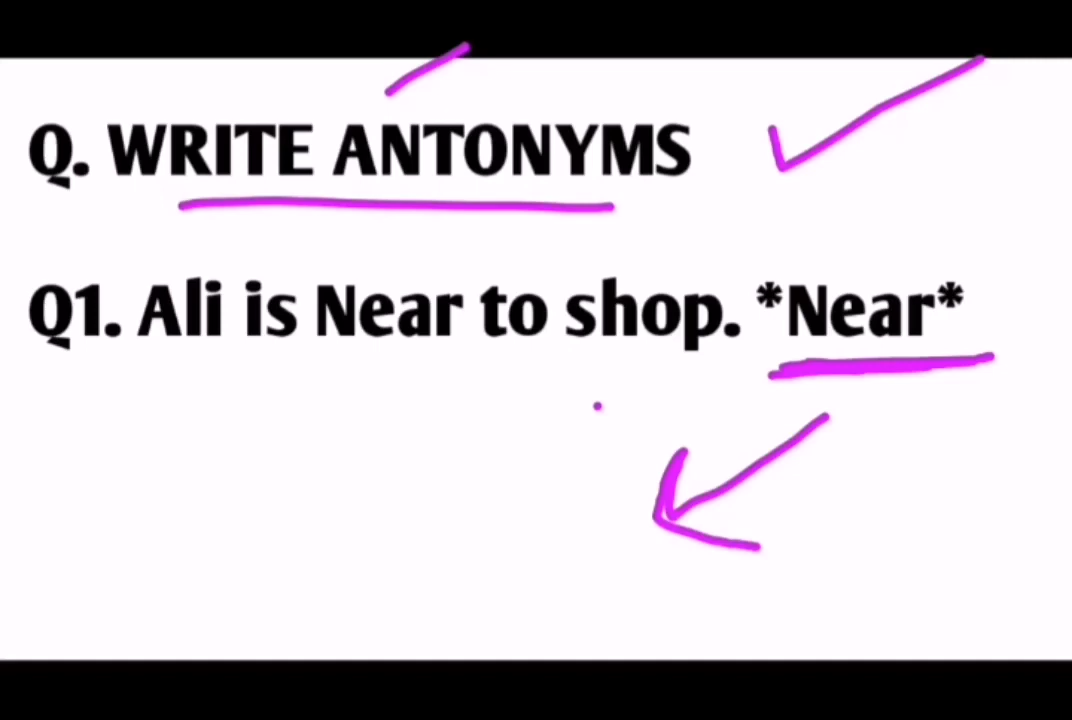 Q. WRITE ANTONYMS
Q1. Ali is Near to shop. *Near*